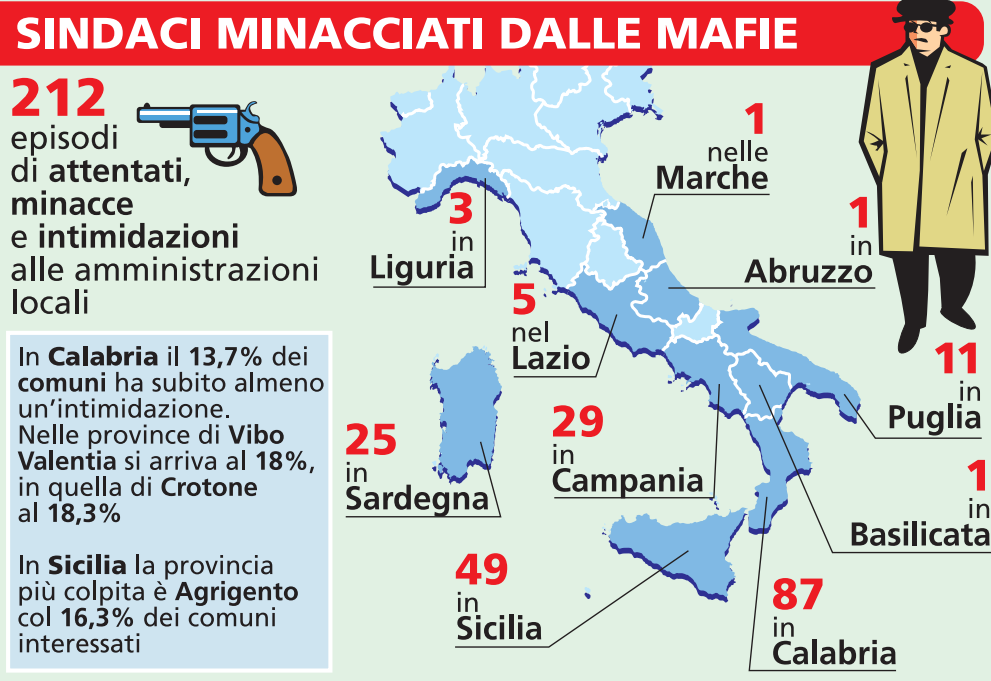 SINDACI MINACCIATI DALLE MAFIE
212
episodi
di attentati,
minacce
e intimidazioni
alle amministrazioni
locali
In Calabria il 13,7% dei
comuni ha subito almeno
un'intimidazione.
Nelle province di Vibo
Valentia si arriva al 18%,
in quella di Crotone
al 18,3%
In Sicilia la provincia
più colpita è Agrigento
col 16,3% dei comuni
interessati
1
nelle
Marche
3
in
Liguria
1
in
Abruzzo
5
nel
Lazio
11
in
Puglia
25
in
Sardegna
29
in
Campania
1
in
Basilicata
49
in
Sicilia
87
in
Calabria